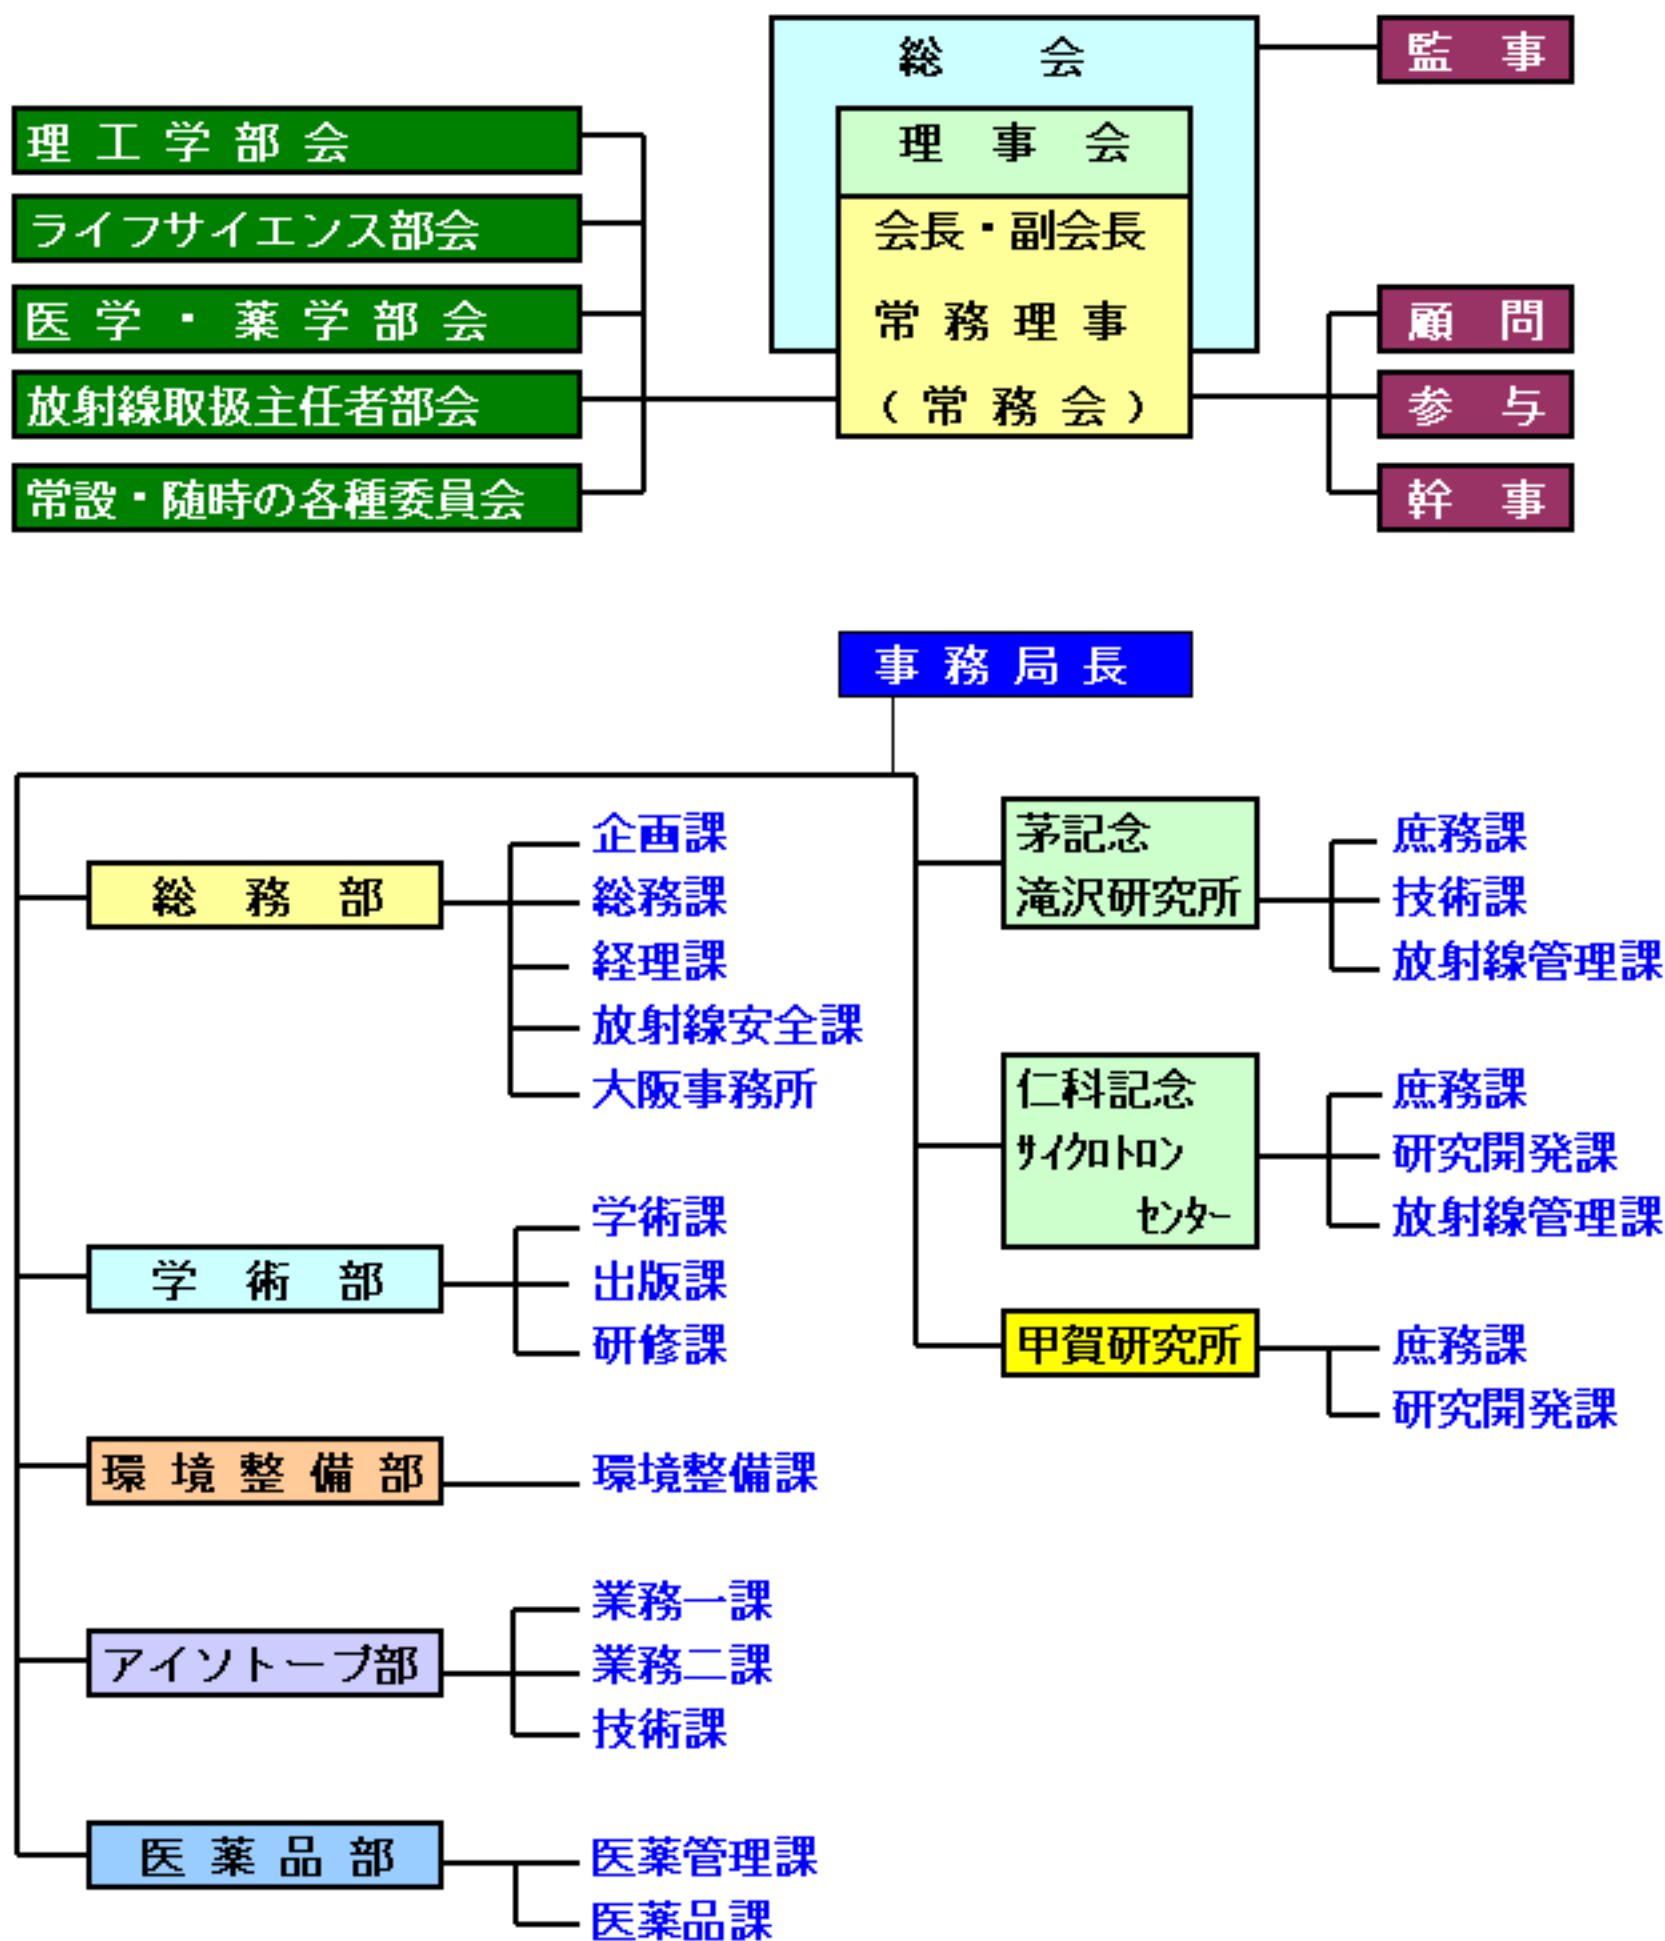 総　会
監　事
理事会
会長・副会長
常務理事
(常務会)
理工学部会
ライフサイエンス部会
医学・薬学部会
放射線取扱主任者部会
常設・随時の各種委員会
顧　問
参　与
幹　事
事務局長
総　務　部
企画課
総務課
経理課
放射線安全課
大阪事務所
学　術　部
学術課
出版課
研修課
環境整備部
環境整備課
アイソトープ部
業務一課
業務二課
技術課
医薬品部
医薬管理課
医薬品課
茅記念
滝沢研究所
庶務課
技術課
放射線管理課
仁科記念
ｻｲｸﾛﾄﾛﾝ
ｾﾝﾀｰ
庶務課
研究開発課
放射線管理課
甲賀研究所
庶務課
研究開発課